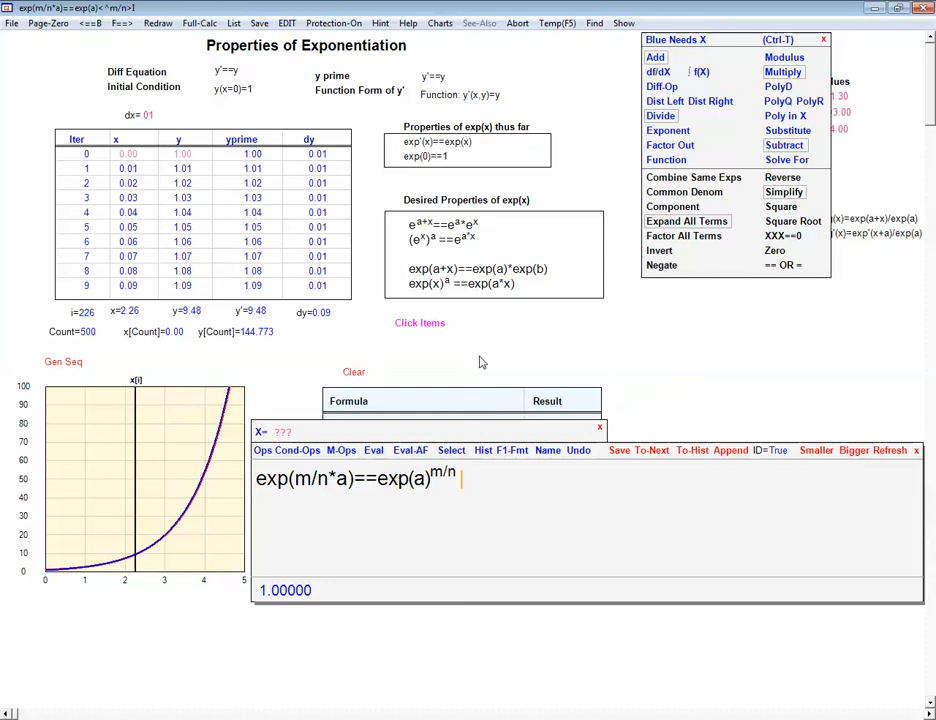 exp(m/n*a)==exp(a)<^m/n>I
File Page-Zero <==B F==> Redraw Full-Calc List Save EDIT Protection-On Hint Help Charts See-Also Abort Temp(F5) Find Show
Properties of Exponentiation
Diff Equation y'==y
Initial Condition y(x=0)=1
y prime y'==y
Function Form of y' Function: y'(x,y)=y
dx=.01
Iter x y yprime dy
0 0.00 1.00 1.00 0.01
1 0.01 1.01 1.01 0.01
2 0.02 1.02 1.02 0.01
3 0.03 1.03 1.03 0.01
4 0.04 1.04 1.04 0.01
5 0.05 1.05 1.05 0.01
6 0.06 1.06 1.06 0.01
7 0.07 1.07 1.07 0.01
8 0.08 1.08 1.08 0.01
9 0.09 1.09 1.09 0.01
i=226 x=2.26 y=9.48 y'=9.48 dy=0.09
Count=500 x[Count]=0.00 y[Count]=144.773
Properties of exp(x) thus far
exp'(x)==exp(x)
exp(0)==1
Desired Properties of exp(x)
e^a+x==e^a*e^x
(e^x)^a ==e^a*x
exp(a+x)==exp(a)*exp(b)
exp(x)^a ==exp(a*x)
Click Items
Blue Needs X (Ctrl-T) x
Add Modulus
df/dX ∫ f(X) Multiply
Diff-Op PolyD
Dist Left Dist Right PolyQ PolyR
Divide Poly in X
Exponent Substitute
Factor Out Subtract
Function Solve For
Combine Same Exps Reverse
Common Denom Simplify
Component Square
Expand All Terms Square Root
Factor All Terms XXX==0
Invert Zero
Negate == OR =
ues
1.30
3.00
4.00
(x)=exp(a+x)/exp(a)
'(x)=exp'(x+a)/exp(a)
Gen Seq
x[i]
100
90
80
70
60
50
40
30
20
10
0
0 1 2 3 4 5
Clear
Formula Result
X= ??? x
Ops Cond-Ops M-Ops Eval Eval-AF Select Hist F1-Fmt Name Undo Save To-Next To-Hist Append ID=True Smaller Bigger Refresh x
exp(m/n*a)==exp(a)^m/n
1.00000